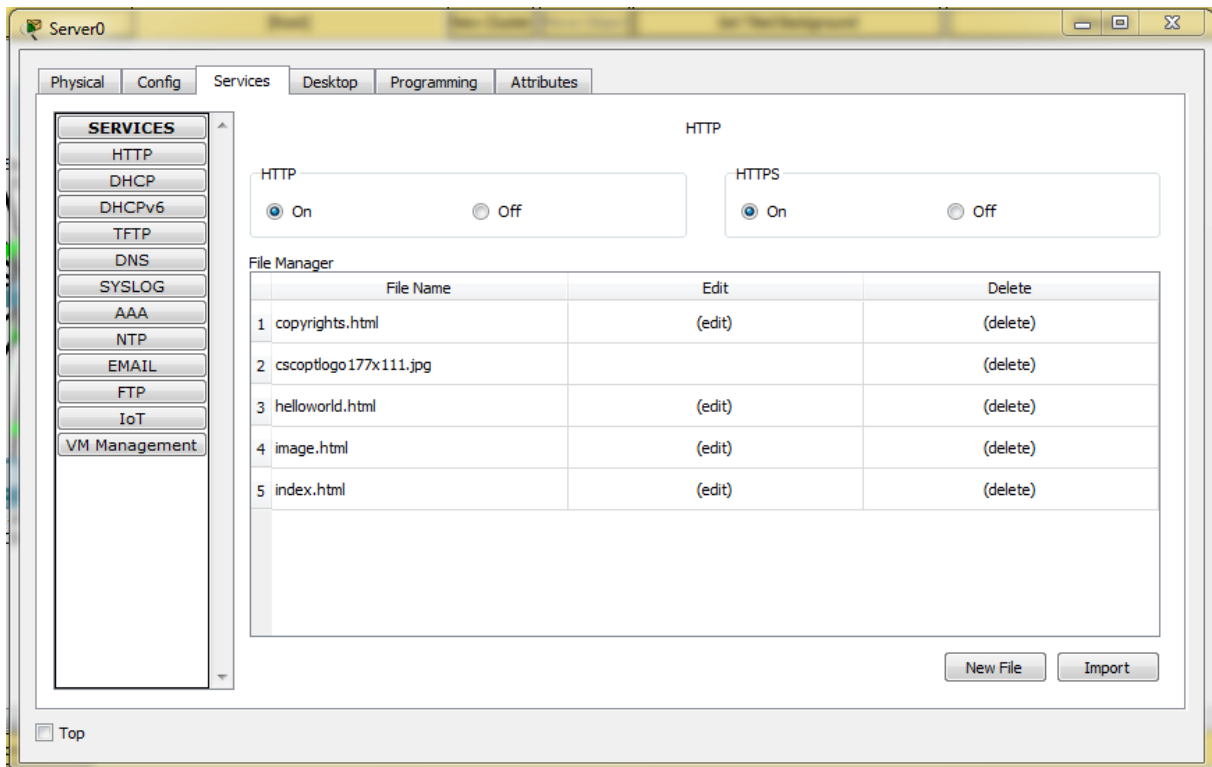 Server0
Physical Config Services Desktop Programming Attributes
SERVICES
HTTP
DHCP
DHCPv6
TFTP
DNS
SYSLOG
AAA
NTP
EMAIL
FTP
IoT
VM Management
HTTP
HTTP
On Off
HTTPS
On Off
File Manager
File Name Edit Delete
1 copyrights.html (edit) (delete)
2 cscoptlogo177x111.jpg (delete)
3 helloworld.html (edit) (delete)
4 image.html (edit) (delete)
5 index.html (edit) (delete)
New File Import
Top